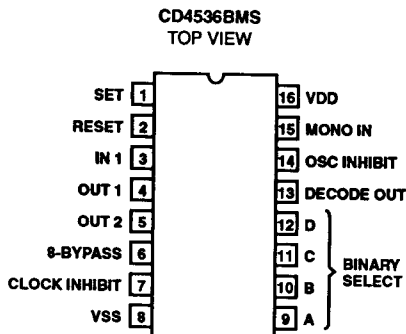 CD4536BMS
TOP VIEW
SET 1
RESET 2
IN 1 3
OUT 1 4
OUT 2 5
8-BYPASS 6
CLOCK INHIBIT 7
VSS 8
16 VDD
15 MONO IN
14 OSC INHIBIT
13 DECODE OUT
12 D
11 C
10 B
9 A
BINARY
SELECT